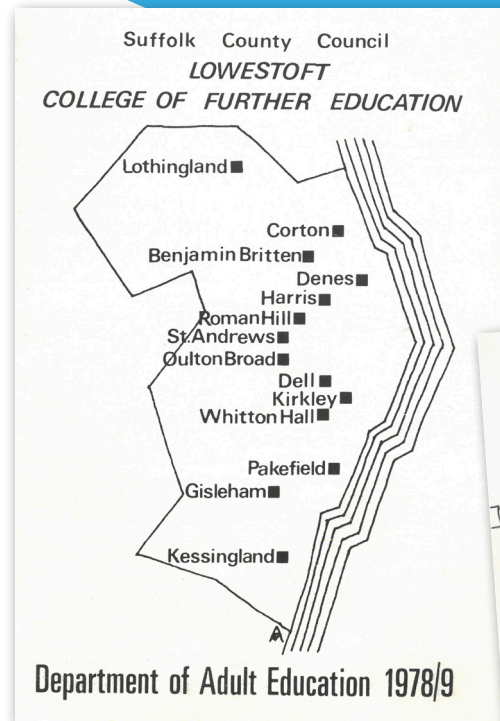 Suffolk County Council
LOWESTOFT
COLLEGE OF FURTHER EDUCATION
Lothingland
Corton
Benjamin Britten
Denes
Harris
Roman Hill
St.Andrews
Oulton Broad
Dell
Kirkley
Whitton Hall
Pakefield
Gisleham
Kessingland
Department of Adult Education 1978/9